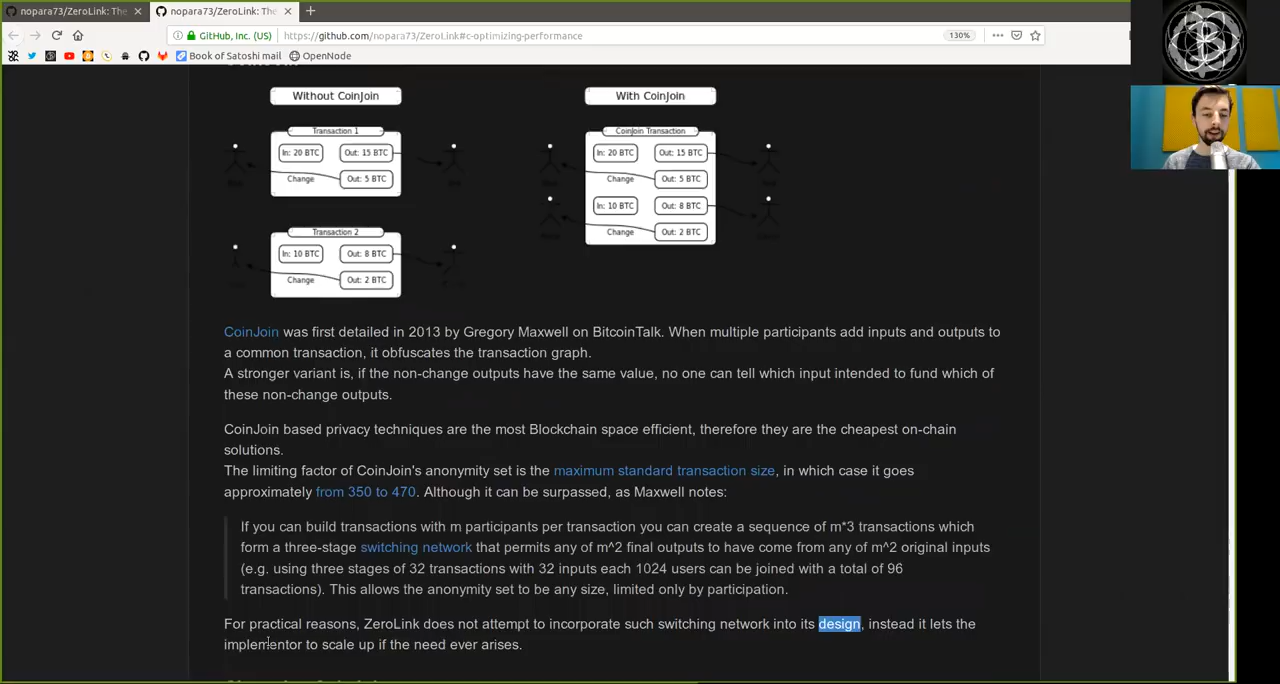 nopara73/ZeroLink: The
nopara73/ZeroLink: The
GitHub, Inc. (US)
https://github.com/nopara73/ZeroLink#c-optimizing-performance
130%
Book of Satoshi mail
OpenNode
Without CoinJoin
With CoinJoin
Transaction 1
CoinJoin Transaction
In: 20 BTC
Out: 15 BTC
In: 20 BTC
Out: 15 BTC
Change
Out: 5 BTC
Change
Out: 5 BTC
In: 10 BTC
Out: 8 BTC
Transaction 2
Change
Out: 2 BTC
In: 10 BTC
Out: 8 BTC
Change
Out: 2 BTC
CoinJoin was first detailed in 2013 by Gregory Maxwell on BitcoinTalk. When multiple participants add inputs and outputs to
a common transaction, it obfuscates the transaction graph.
A stronger variant is, if the non-change outputs have the same value, no one can tell which input intended to fund which of
these non-change outputs.
CoinJoin based privacy techniques are the most Blockchain space efficient, therefore they are the cheapest on-chain
solutions.
The limiting factor of CoinJoin's anonymity set is the maximum standard transaction size, in which case it goes
approximately from 350 to 470. Although it can be surpassed, as Maxwell notes:
If you can build transactions with m participants per transaction you can create a sequence of m*3 transactions which
form a three-stage switching network that permits any of m^2 final outputs to have come from any of m^2 original inputs
(e.g. using three stages of 32 transactions with 32 inputs each 1024 users can be joined with a total of 96
transactions). This allows the anonymity set to be any size, limited only by participation.
For practical reasons, ZeroLink does not attempt to incorporate such switching network into its design, instead it lets the
implementor to scale up if the need ever arises.